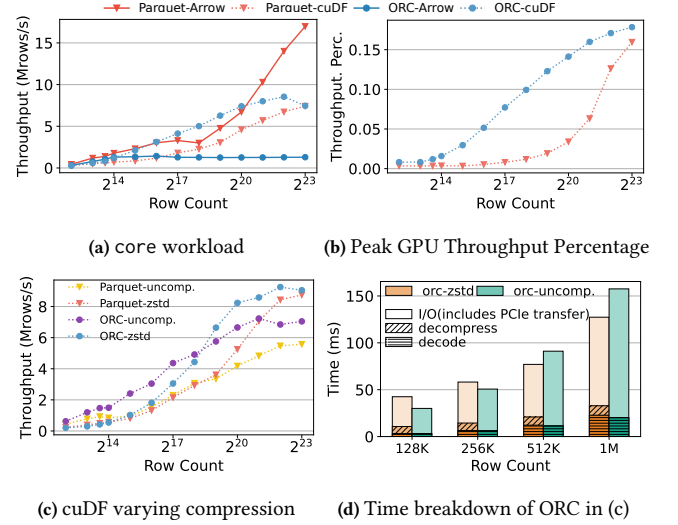 Parquet-Arrow Parquet-cuDF ORC-Arrow ORC-cuDF
Throughput (Mrows/s)
15
10
5
0
2^14 2^17 2^20 2^23
Row Count
(a) core workload
Throughput. Perc.
0.15
0.10
0.05
0.00
2^14 2^17 2^20 2^23
Row Count
(b) Peak GPU Throughput Percentage
Throughput (Mrows/s)
8
6
4
2
0
Parquet-uncomp.
Parquet-zstd
ORC-uncomp.
ORC-zstd
2^14 2^17 2^20 2^23
Row Count
(c) cuDF varying compression
Time (ms)
150
100
50
0
orc-zstd orc-uncomp.
I/O(includes PCIe transfer)
decompress
decode
128K 256K 512K 1M
Row Count
(d) Time breakdown of ORC in (c)